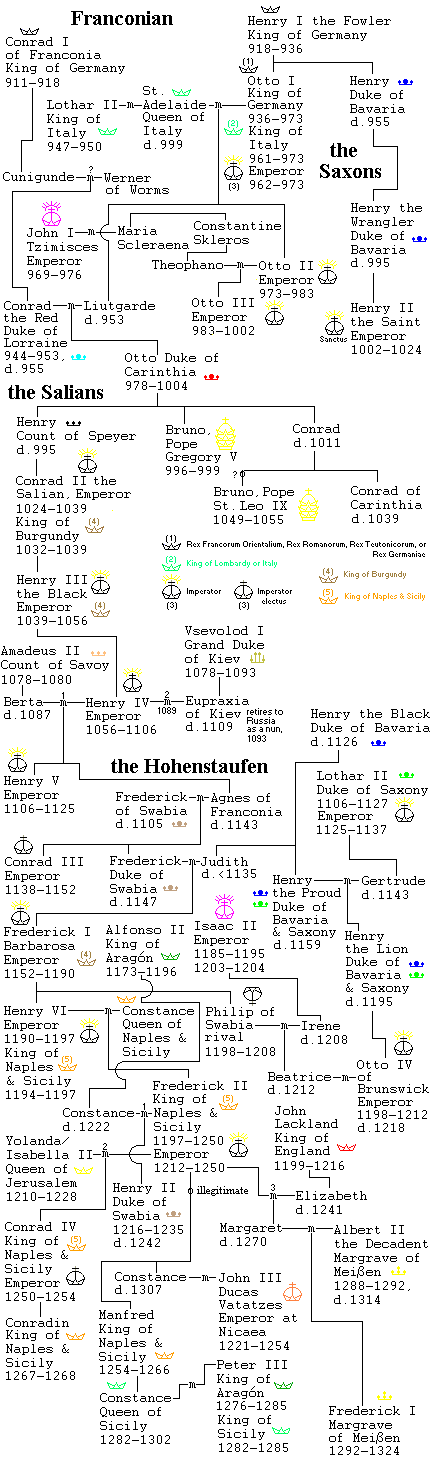 Franconian
Henry I the Fowler
King of Germany
918-936
Conrad I
of Franconia
King of Germany
911-918
(1)
St.
Lothar II
King of
Italy
947-950
m
Adelaide
Queen of
Italy
d.999
m
(2)
(3)
Otto I
King of
Germany
936-973
King of
Italy
961-973
Emperor
962-973
Henry
Duke of
Bavaria
d.955
the
Saxons
Cunigunde
?
m
Werner
of Worms
Henry the
Wrangler
Duke of
Bavaria
d.995
John I
Tzimisces
Emperor
969-976
m
Maria
Scleraena
Constantine
Skleros
Theophano
m
Otto II
Emperor
973-983
Otto III
Emperor
983-1002
Sanctus
Henry II
the Saint
Emperor
1002-1024
Conrad
the Red
Duke of
Lorraine
944-953,
d.955
m
Liutgarde
d.953
Otto Duke of
Carinthia
978-1004
the Salians
Henry
Count of Speyer
d.995
Bruno,
Pope
Gregory V
996-999
Conrad
d.1011
?
Conrad II the
Salian, Emperor
1024-1039
King of
Burgundy
1032-1039
(4)
Bruno, Pope
St. Leo IX
1049-1055
Conrad of
Carinthia
d.1039
(1)
Rex Francorum Orientalium, Rex Romanorum, Rex Teutonicorum, or
Rex Germaniae
(2)
King of Lombardy or Italy
(3)
Imperator
(3)
Imperator
electus
(4)
King of Burgundy
(5)
King of Naples & Sicily
Henry III
the Black
Emperor
1039-1056
(4)
Amadeus II
Count of Savoy
1078-1080
Vsevolod I
Grand Duke
of Kiev
1078-1093
Berta
d.1087
1
m
Henry IV
Emperor
1056-1106
2
m
1089
Eupraxia
of Kiev
d.1109
retires to
Russia
as a nun,
1093
Henry the Black
Duke of Bavaria
d.1126
the Hohenstaufen
Henry V
Emperor
1106-1125
Frederick
of Swabia
d.1105
m
Agnes of
Franconia
d.1143
Lothar II
Duke of Saxony
1106-1127
Emperor
1125-1137
Conrad III
Emperor
1138-1152
Frederick
Duke of
Swabia
d.1147
m
Judith
d.<1135
Henry
the Proud
Duke of
Bavaria
& Saxony
d.1159
m
Gertrude
d.1143
Frederick I
Barbarosa
Emperor
1152-1190
(4)
Alfonso II
King of
Aragón
1173-1196
Isaac II
Emperor
1185-1195
1203-1204
Henry
the Lion
Duke of
Bavaria
& Saxony
d.1195
Henry VI
Emperor
1190-1197
King of
Naples
& Sicily
1194-1197
(5)
m
Constance
Queen of
Naples &
Sicily
Philip of
Swabia
rival
1198-1208
m
Irene
d.1208
Otto IV
of
Brunswick
Emperor
1198-1212
d.1218
Beatrice
d.1212
m
Constance
d.1222
1
m
Frederick II
King of
Naples &
Sicily
1197-1250
Emperor
1212-1250
(5)
John
Lackland
King of
England
1199-1216
Yolanda/
Isabella II
Queen of
Jerusalem
1210-1228
2
m
Henry II
Duke of
Swabia
1216-1235
d.1242
illegitimate
3
m
Elizabeth
d.1241
Conrad IV
King of
Naples &
Sicily
Emperor
1250-1254
(5)
Margaret
d.1270
m
Albert II
the Decadent
Margrave of
Meißen
1288-1292,
d.1314
Constance
d.1307
m
John III
Ducas
Vatatzes
Emperor at
Nicaea
1221-1254
Conradin
King of
Naples &
Sicily
1267-1268
Manfred
King of
Naples &
Sicily
1254-1266
Constance
Queen of
Sicily
1282-1302
m
Peter III
King of
Aragón
1276-1285
King of
Sicily
1282-1285
Frederick I
Margrave
of Meißen
1292-1324